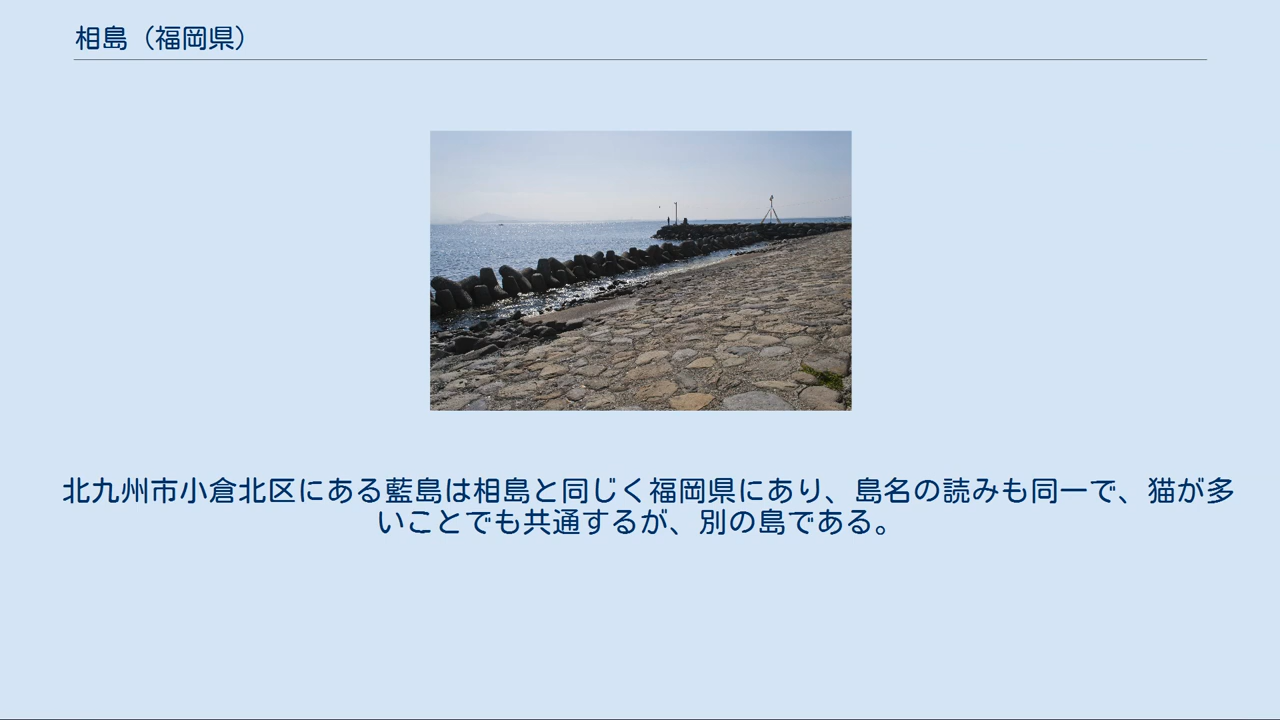 相島（福岡県）
北九州市小倉北区にある藍島は相島と同じく福岡県にあり、島名の読みも同一で、猫が多
いことでも共通するが、別の島である。